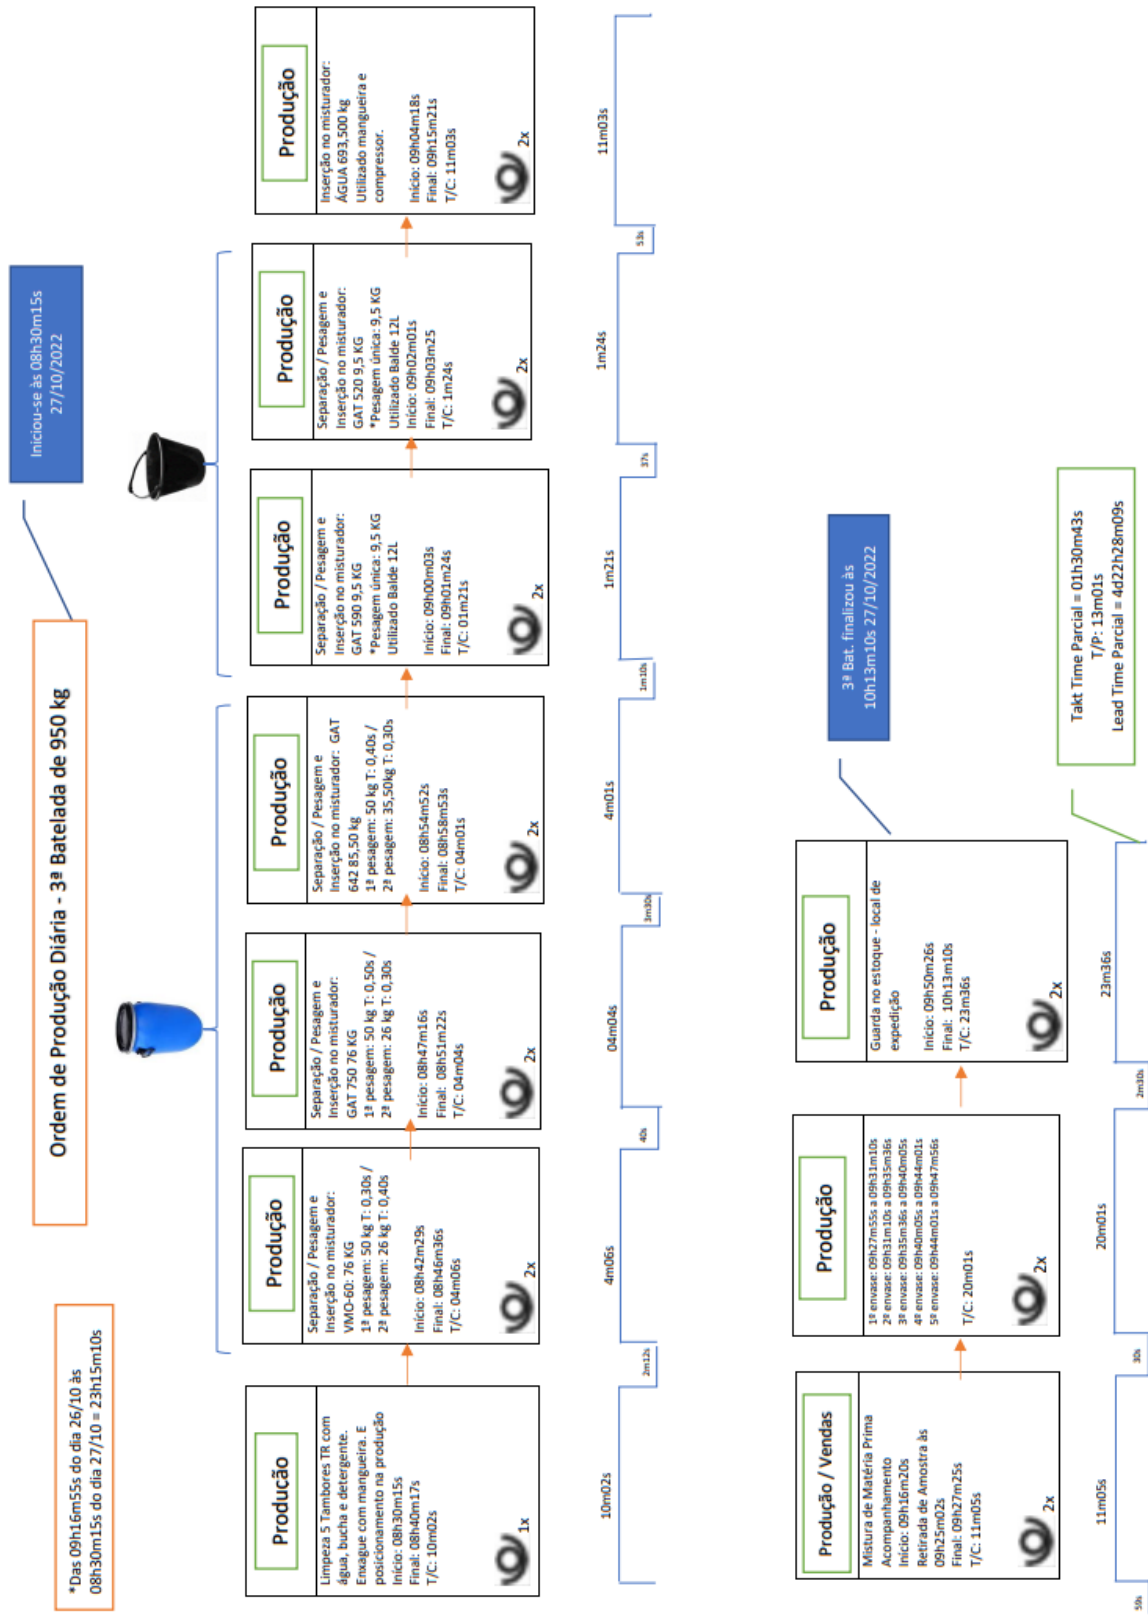 *Das 09h16m55s do dia 26/10 às
08h30m15s do dia 27/10 = 23h15m10s
Ordem de Produção Diária - 3ª Batelada de 950 kg
Iniciou-se às 08h30m15s
27/10/2022
Produção
Limpeza 5 Tambores TR com
água, bucha e detergente.
Enxague com mangueira. E
posicionamento na produção
Início: 08h30m15s
Final: 08h40m17s
T/C: 10m02s
1x
Produção
Separação / Pesagem e
Inserção no misturador:
VMO-60: 76 KG
1ª pesagem: 50 kg T: 0,30s /
2ª pesagem: 26 kg T: 0,40s
Início: 08h42m29s
Final: 08h46m36s
T/C: 04m06s
2x
Produção
Separação / Pesagem e
Inserção no misturador:
GAT 750 76 KG
1ª pesagem: 50 kg T: 0,50s /
2ª pesagem: 26 kg T: 0,30s
Início: 08h47m16s
Final: 08h51m22s
T/C: 04m04s
2x
Produção
Separação / Pesagem e
Inserção no misturador: GAT
642 85,50 kg
1ª pesagem: 50 kg T: 0,40s /
2ª pesagem: 35,50kg T: 0,30s
Início: 08h54m52s
Final: 08h58m53s
T/C: 04m01s
2x
Produção
Separação / Pesagem e
Inserção no misturador:
GAT 590 9,5 KG
*Pesagem única: 9,5 KG
Utilizado Balde 12L
Início: 09h00m03s
Final: 09h01m24s
T/C: 01m21s
2x
Produção
Separação / Pesagem e
Inserção no misturador:
GAT 520 9,5 KG
*Pesagem única: 9,5 KG
Utilizado Balde 12L
Início: 09h02m01s
Final: 09h03m25
T/C: 1m24s
2x
Produção
Inserção no misturador:
ÁGUA 693,500 kg
Utilizado mangueira e
compressor.
Início: 09h04m18s
Final: 09h15m21s
T/C: 11m03s
2x
10m02s
2m12s
4m06s
40s
04m04s
3m30s
4m01s
1m10s
1m21s
37s
1m24s
53s
11m03s
Produção / Vendas
Mistura de Matéria Prima
Acompanhamento
Início: 09h16m20s
Retirada de Amostra às
09h25m02s
Final: 09h27m25s
T/C: 11m05s
2x
Produção
1º envase: 09h27m55s a 09h31m10s
2º envase: 09h31m10s a 09h35m36s
3º envase: 09h35m36s a 09h40m05s
4º envase: 09h40m05s a 09h44m01s
5º envase: 09h44m01s a 09h47m56s
T/C: 20m01s
2x
Produção
Guarda no estoque - local de
expedição
Início: 09h50m26s
Final: 10h13m10s
T/C: 23m36s
2x
3ª Bat. finalizou às
10h13m10s 27/10/2022
59s
11m05s
30s
20m01s
2m30s
23m36s
Takt Time Parcial = 01h30m43s
T/P: 13m01s
Lead Time Parcial = 4d22h28m09s